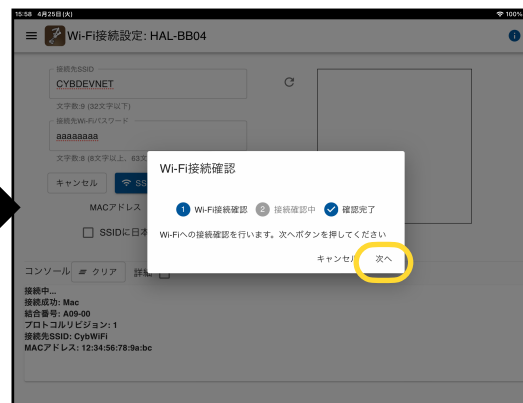 15:58 4月25日(火)
100%
Wi-Fi接続設定: HAL-BB04
接続先SSID
CYBDEVNET
文字数:9 (32文字以下)
接続先Wi-Fiパスワード
aaaaaaaa
文字数:8 (8文字以上、63文
キャンセル
SS
MACアドレス
SSIDに日本
Wi-Fi接続確認
1 Wi-Fi接続確認 2 接続確認中 確認完了
Wi-Fiへの接続確認を行います。次へボタンを押してください
キャンセル 次へ
コンソール クリア 詳細
接続中...
接続成功: Mac
結合番号: A09-00
プロトコルリビジョン: 1
接続先SSID: CybWiFi
MACアドレス: 12:34:56:78:9a:bc